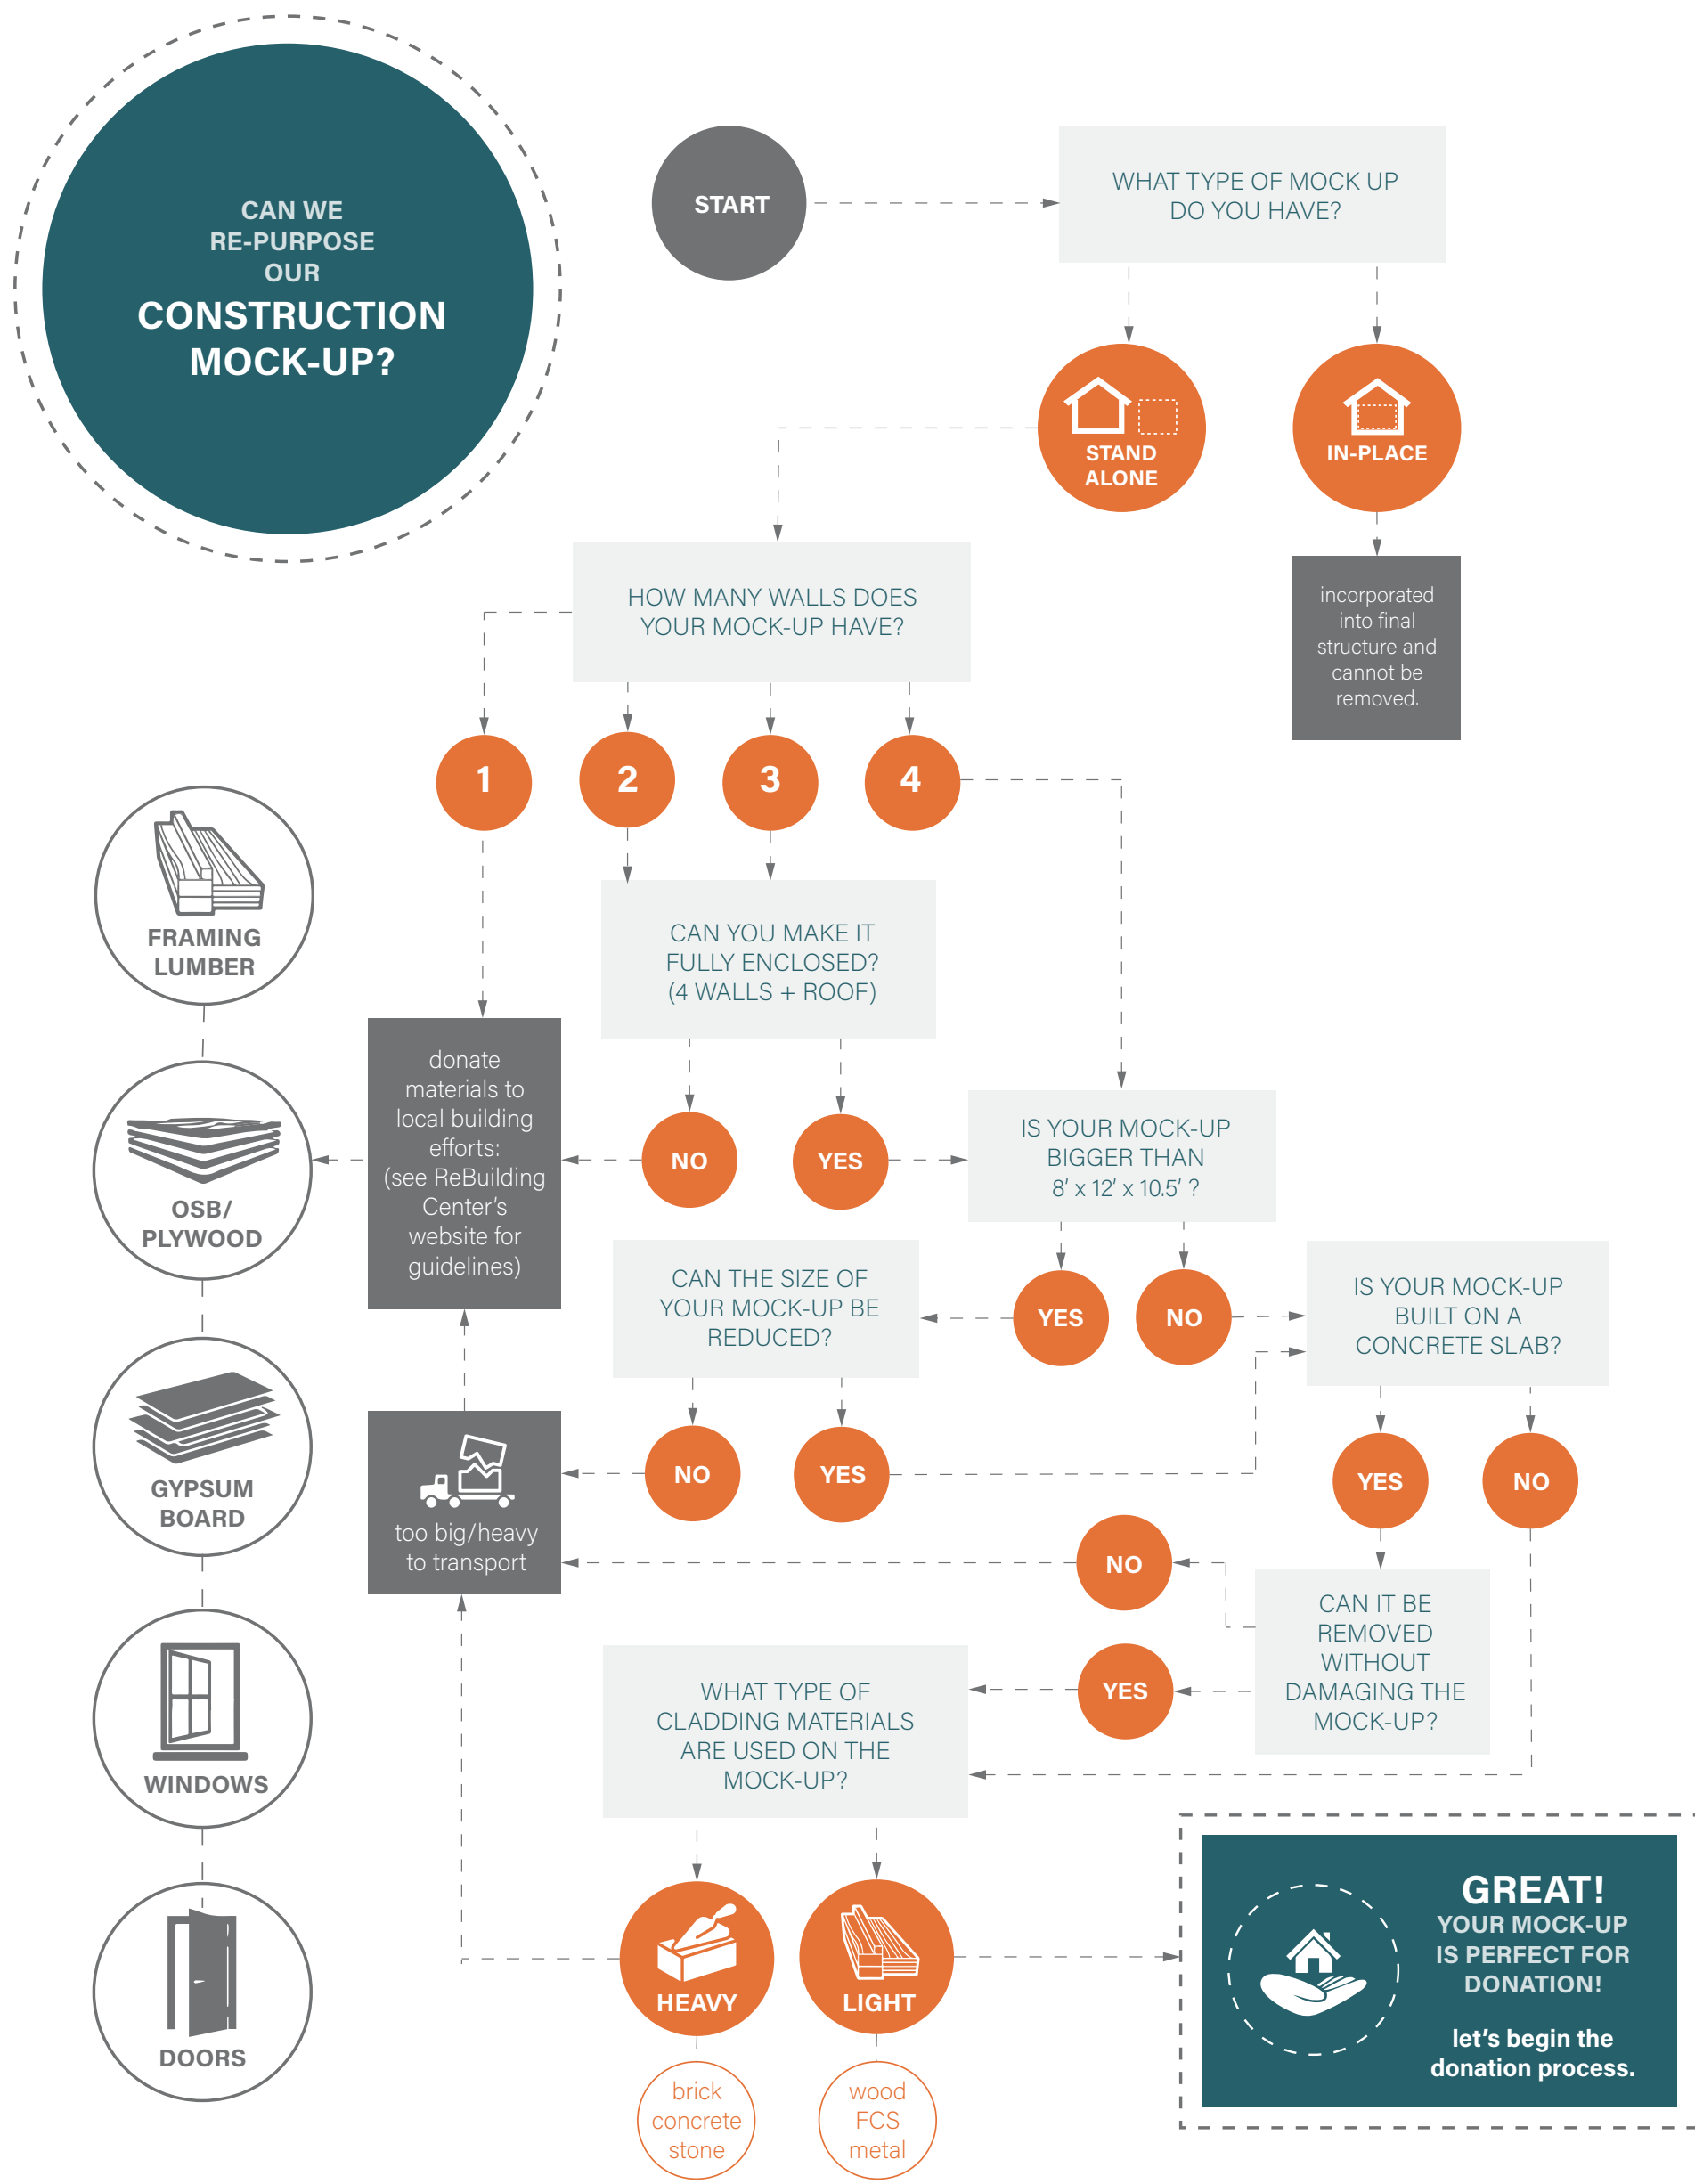 CAN WE
RE-PURPOSE
OUR
CONSTRUCTION
MOCK-UP?
START
WHAT TYPE OF MOCK UP
DO YOU HAVE?
STAND
ALONE
IN-PLACE
incorporated
into final
structure and
cannot be
removed.
HOW MANY WALLS DOES
YOUR MOCK-UP HAVE?
1
2
3
4
CAN YOU MAKE IT
FULLY ENCLOSED?
(4 WALLS + ROOF)
NO
YES
donate
materials to
local building
efforts:
(see ReBuilding
Center's
website for
guidelines)
FRAMING
LUMBER
OSB/
PLYWOOD
GYPSUM
BOARD
WINDOWS
DOORS
IS YOUR MOCK-UP
BIGGER THAN
8' x 12' x 10.5' ?
YES
NO
CAN THE SIZE OF
YOUR MOCK-UP BE
REDUCED?
NO
YES
too big/heavy
to transport
IS YOUR MOCK-UP
BUILT ON A
CONCRETE SLAB?
YES
NO
CAN IT BE
REMOVED
WITHOUT
DAMAGING THE
MOCK-UP?
NO
YES
WHAT TYPE OF
CLADDING MATERIALS
ARE USED ON THE
MOCK-UP?
HEAVY
LIGHT
brick
concrete
stone
wood
FCS
metal
GREAT!
YOUR MOCK-UP
IS PERFECT FOR
DONATION!
let's begin the
donation process.